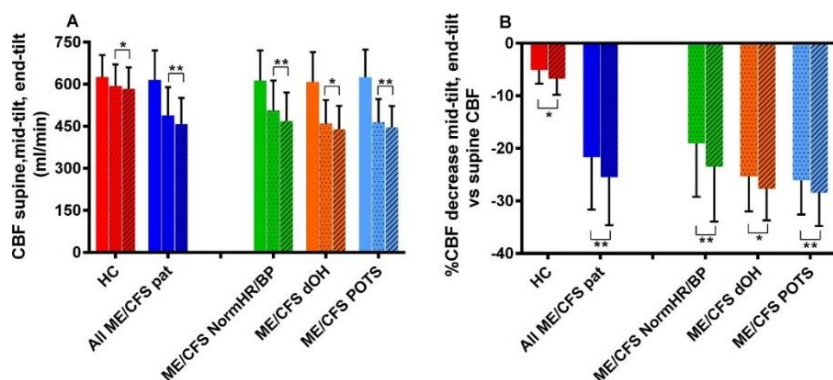 A
CBF supine,mid-tilt, end-tilt
(ml/min)
750
600
450
300
150
0
*
**
**
*
**
HC
All ME/CFS pat
ME/CFS NormHR/BP
ME/CFS dOH
ME/CFS POTS
B
%CBF decrease mid-tilt, end-tilt
vs supine CBF
0
-10
-20
-30
-40
*
**
**
*
**
HC
All ME/CFS pat
ME/CFS NormHR/BP
ME/CFS dOH
ME/CFS POTS